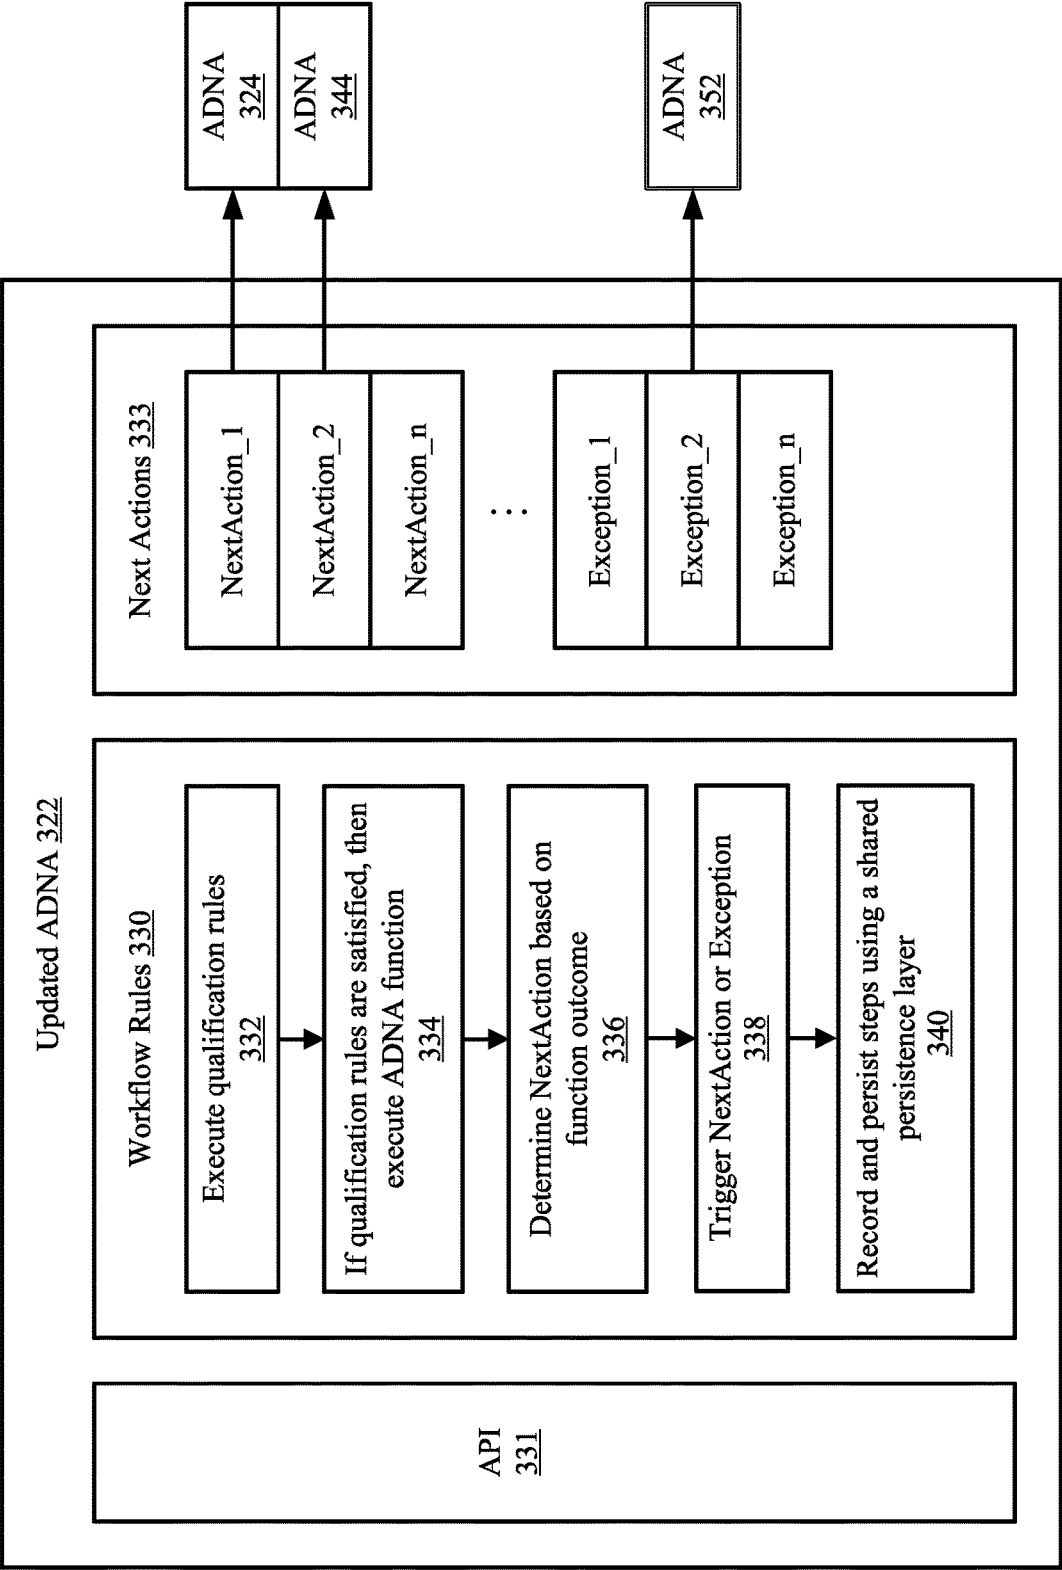 Updated ADNA 322
API
331
Workflow Rules 330
Execute qualification rules
332
If qualification rules are satisfied, then
execute ADNA function
334
Determine NextAction based on
function outcome
336
Trigger NextAction or Exception
338
Record and persist steps using a shared
persistence layer
340
Next Actions 333
NextAction_1
NextAction_2
NextAction_n
...
Exception_1
Exception_2
Exception_n
ADNA
324
ADNA
344
ADNA
352